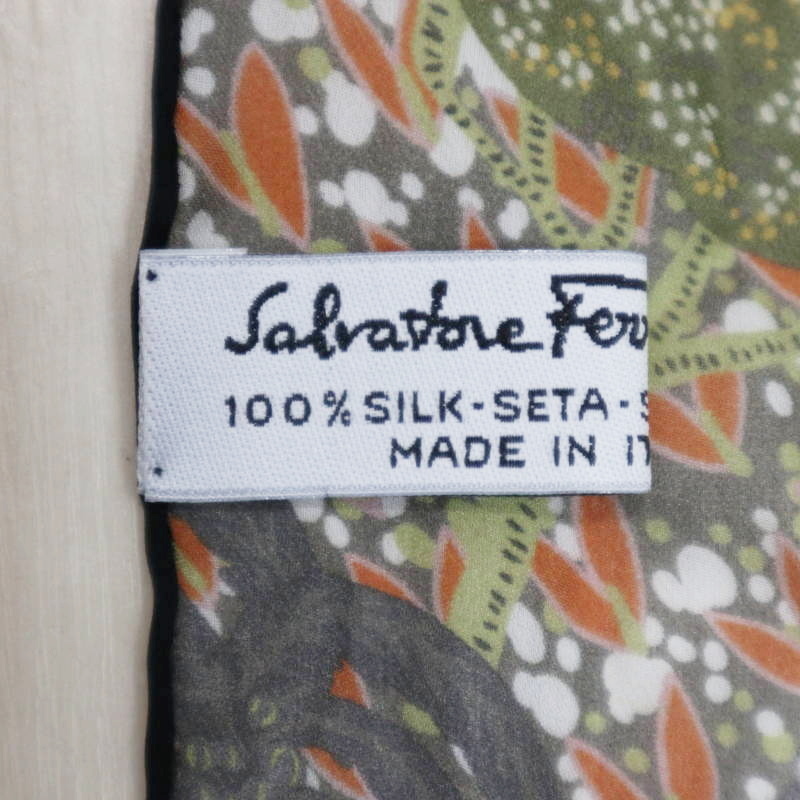 Salvatore Fer
100% SILK-SETA-S
MADE IN IT